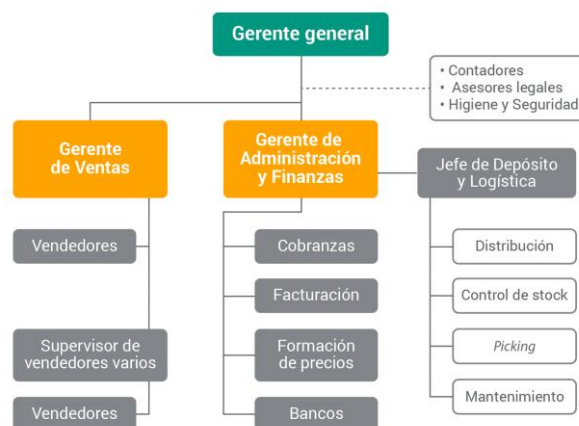 Gerente general
• Contadores
• Asesores legales
• Higiene y Seguridad
Gerente
de Ventas
Gerente de
Administración
y Finanzas
Jefe de Depósito
y Logística
Vendedores
Cobranzas
Distribución
Facturación
Control de stock
Supervisor de
vendedores varios
Formación
de precios
Picking
Mantenimiento
Vendedores
Bancos